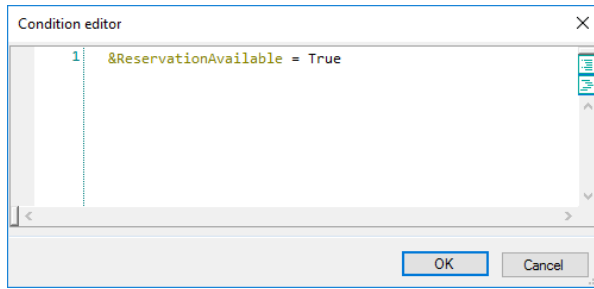 Condition editor
1 &ReservationAvailable = True
OK Cancel